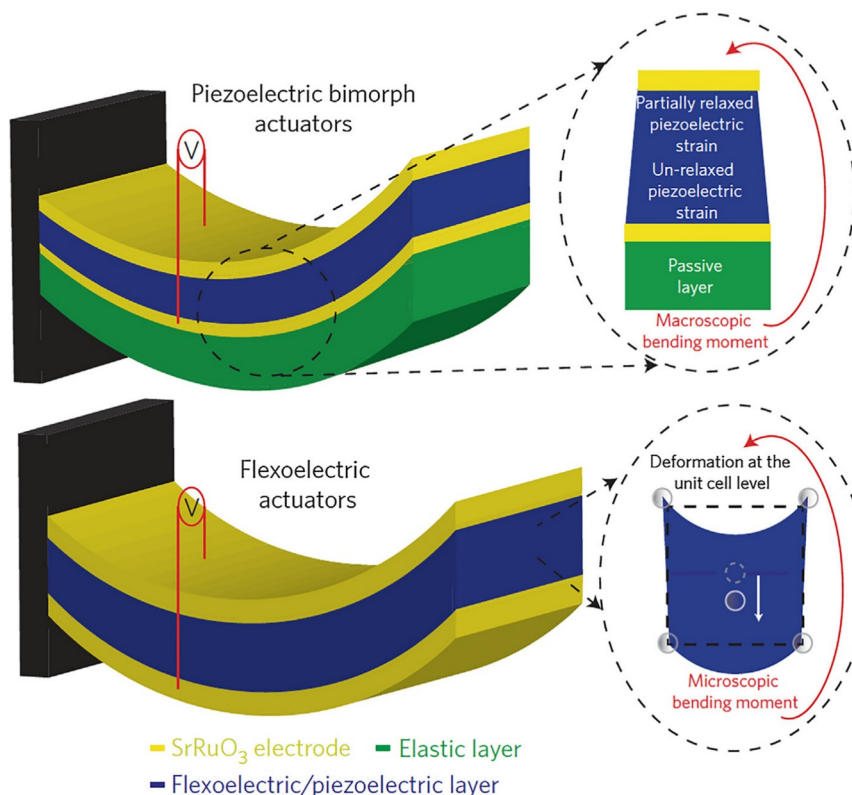 Piezoelectric bimorph
actuators
V
Partially relaxed
piezoelectric
strain
Un-relaxed
piezoelectric
strain
Passive
layer
Macroscopic
bending moment
Flexoelectric
actuators
V
Deformation at the
unit cell level
Microscopic
bending moment
SrRuO₃ electrode
Elastic layer
Flexoelectric/piezoelectric layer